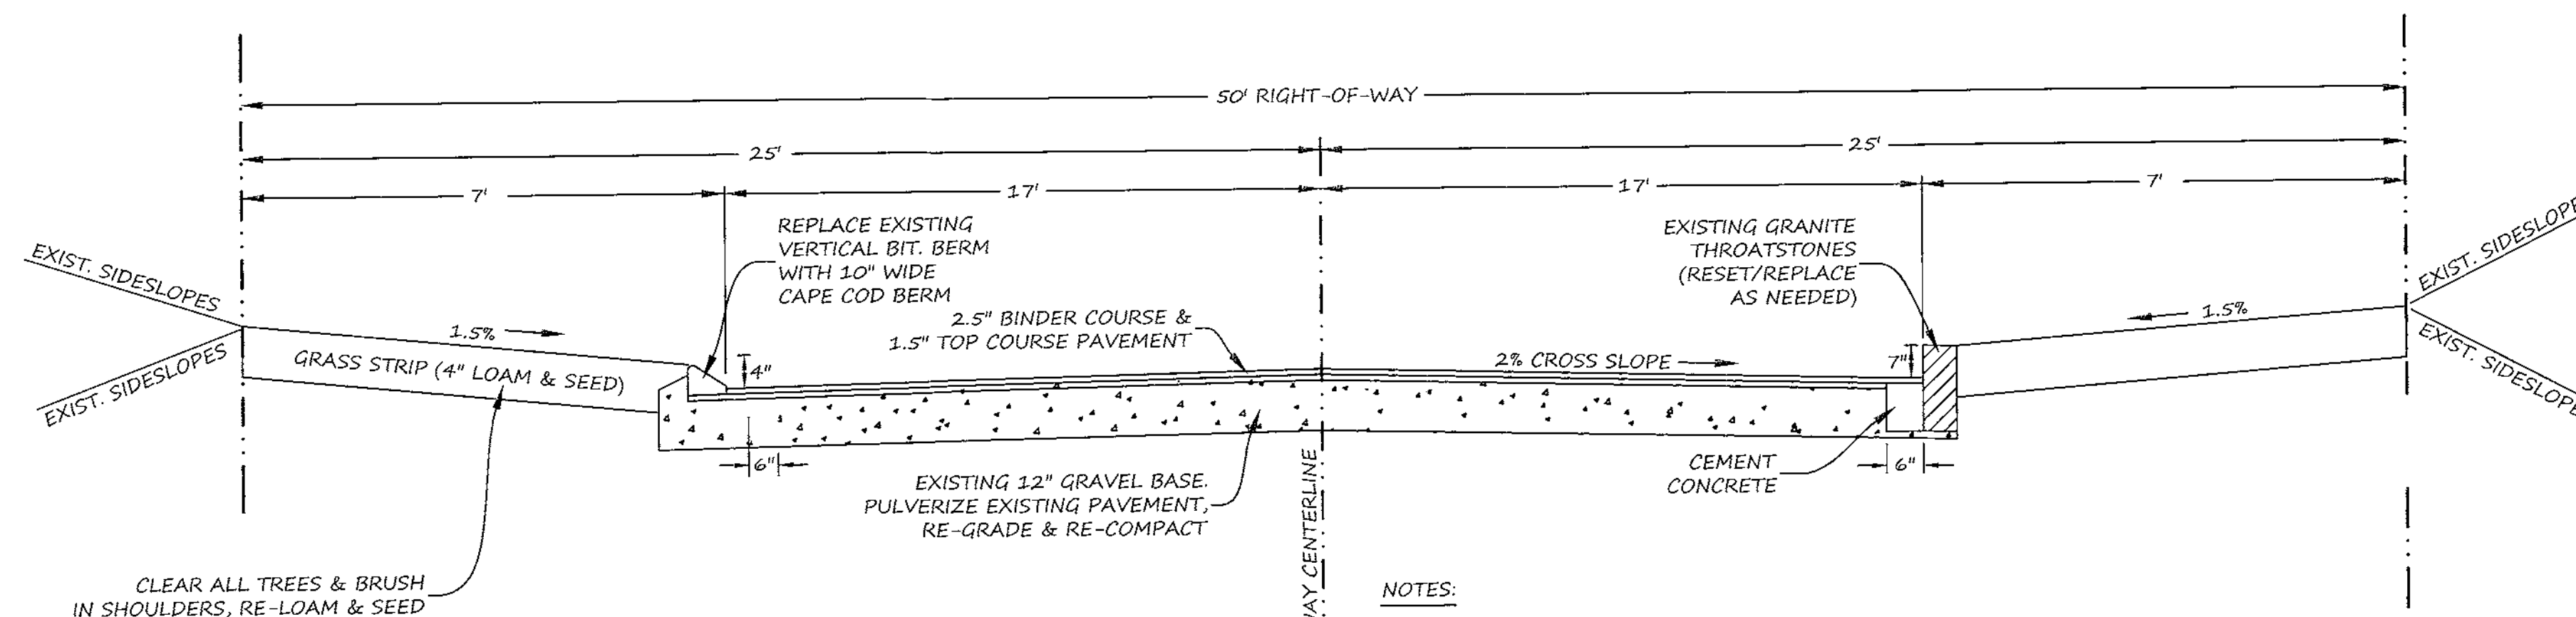 50' RIGHT-OF-WAY
25'
25'
7'
17'
17'
7'
REPLACE EXISTING
VERTICAL BIT. BERM
WITH 10" WIDE
CAPE COD BERM
EXISTING GRANITE
THROATSTONES
(RESET/REPLACE
AS NEEDED)
EXIST. SIDESLOPES
EXIST. SIDESLOPES
EXIST. SIDESLOPE
EXIST. SIDESLOPE
1.5%
GRASS STRIP (4" LOAM & SEED)
4"
2.5" BINDER COURSE &
1.5" TOP COURSE PAVEMENT
2% CROSS SLOPE
7"
1.5%
6"
EXISTING 12" GRAVEL BASE.
PULVERIZE EXISTING PAVEMENT,
RE-GRADE & RE-COMPACT
CEMENT
CONCRETE
6"
CLEAR ALL TREES & BRUSH
IN SHOULDERS, RE-LOAM & SEED
CENTERLINE
NOTES: